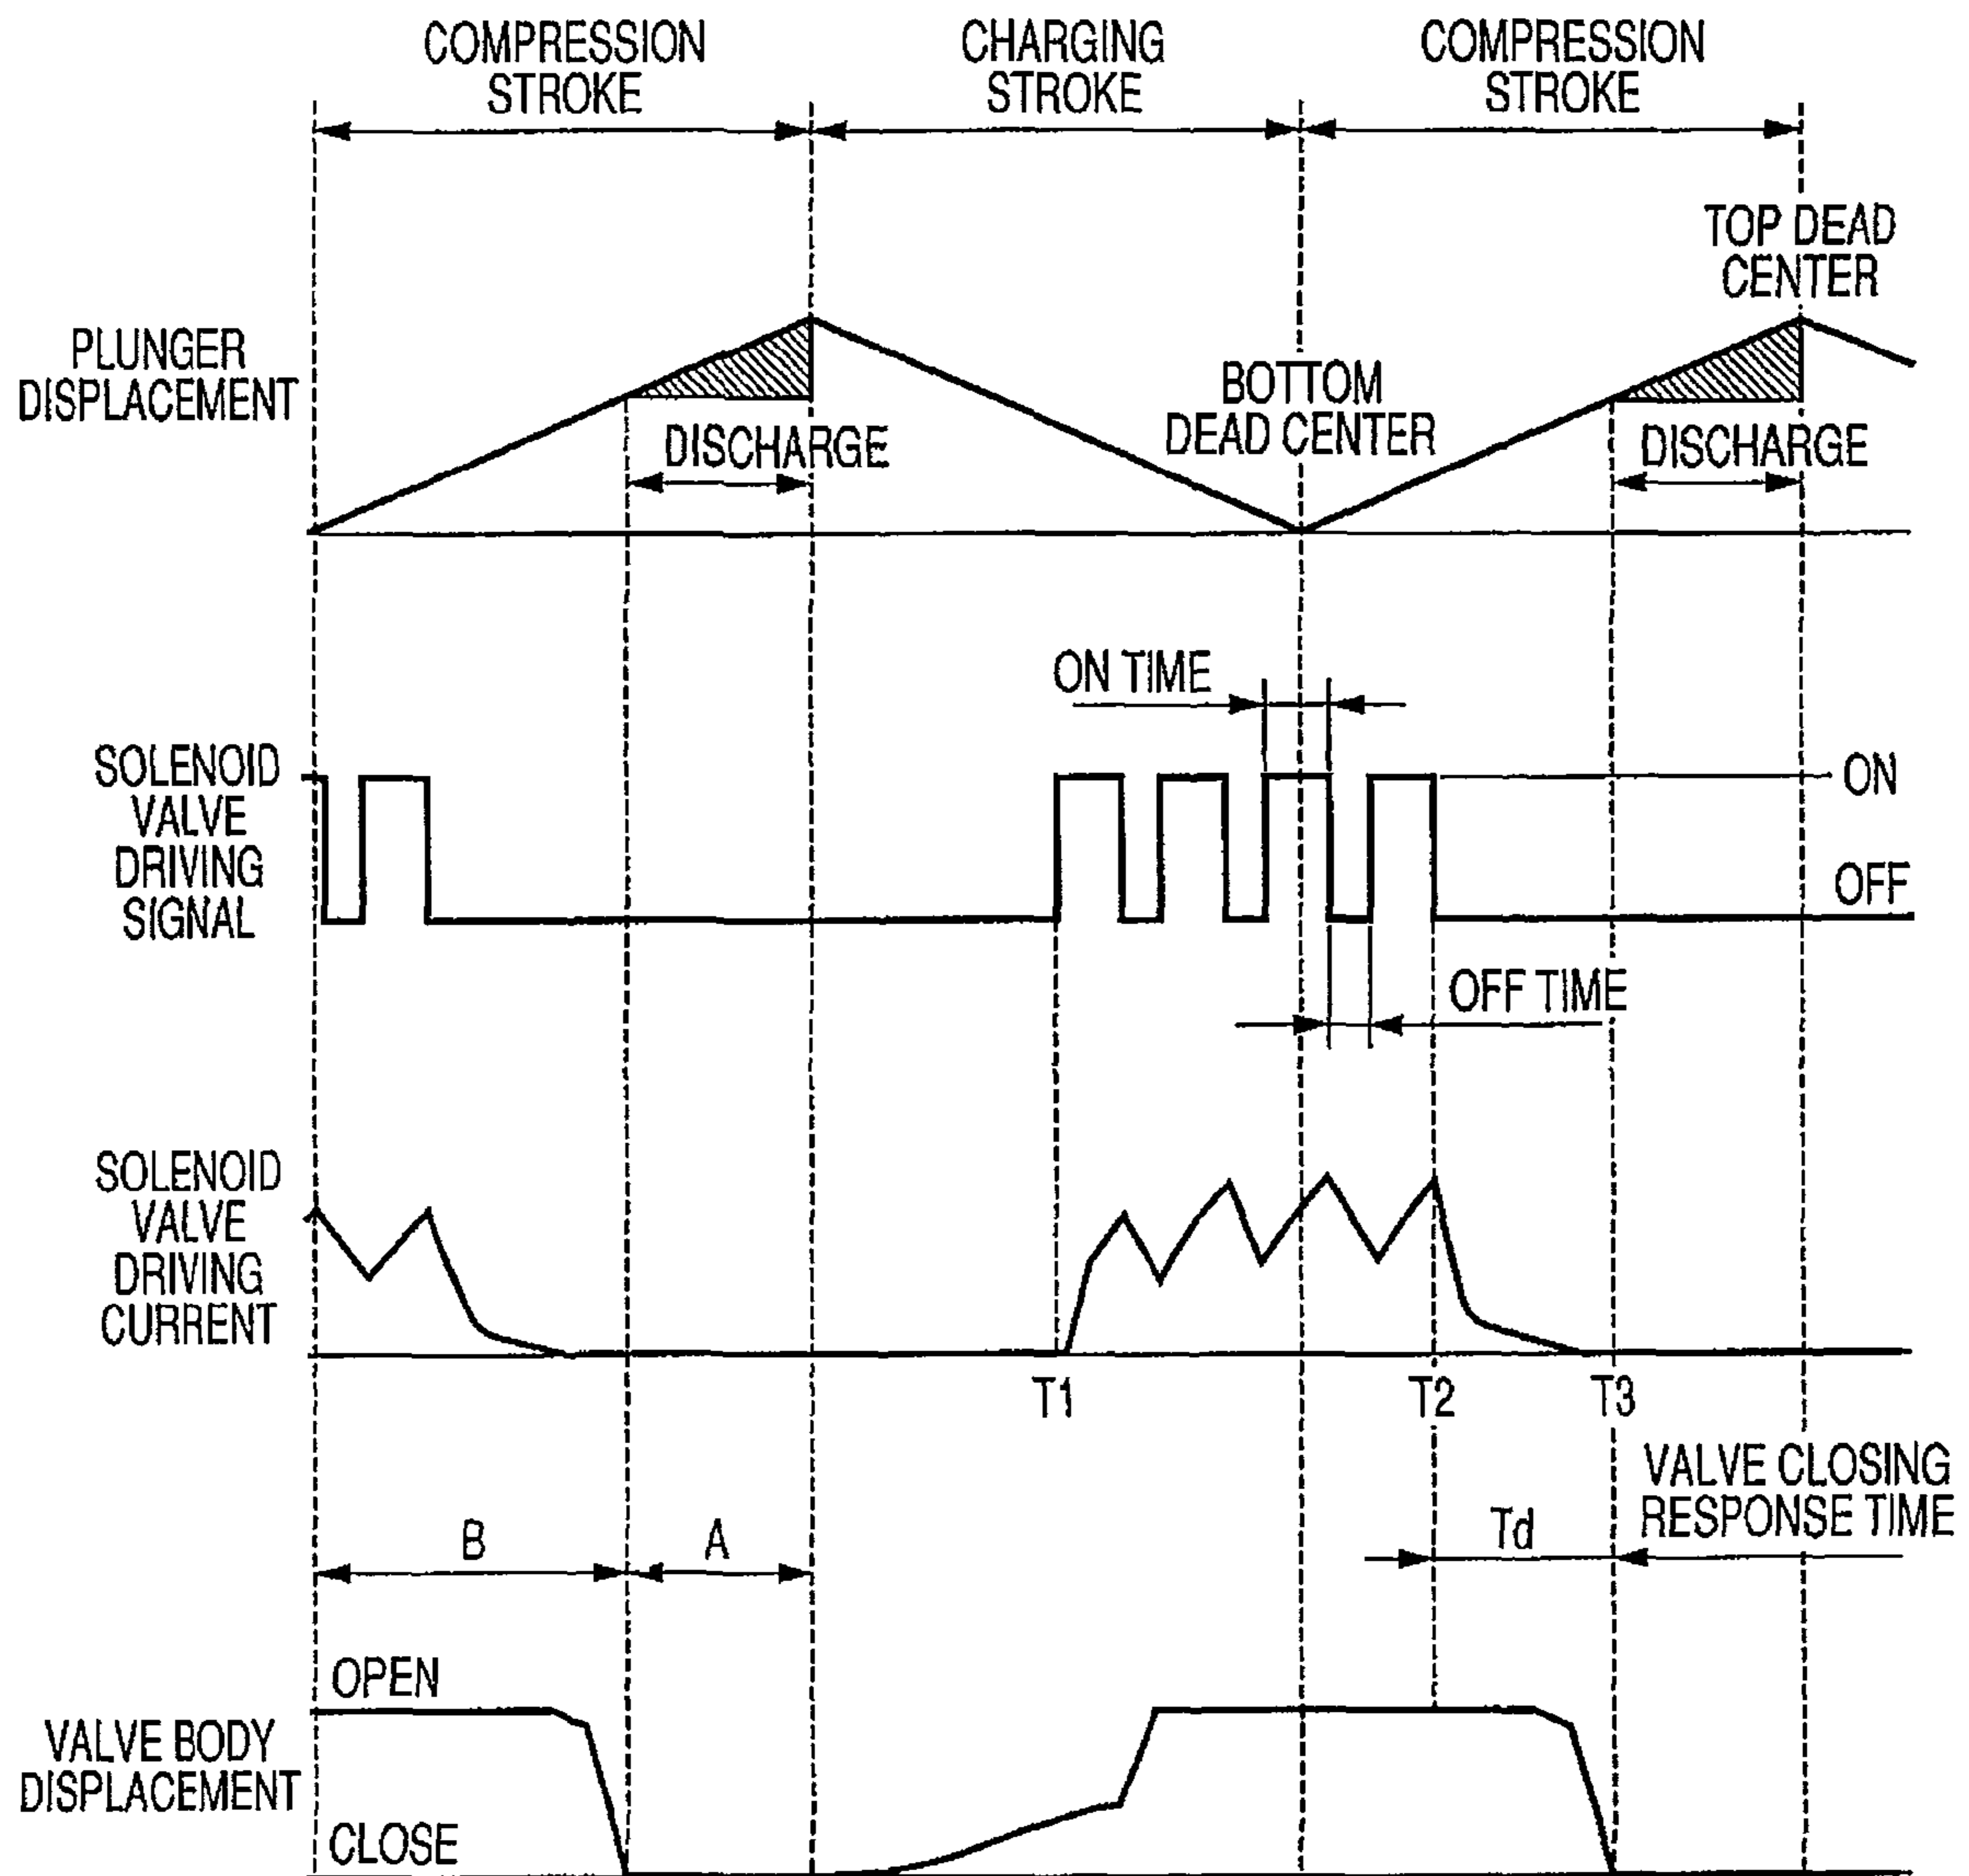 COMPRESSION
STROKE
CHARGING
STROKE
COMPRESSION
STROKE
TOP DEAD
CENTER
PLUNGER
DISPLACEMENT
BOTTOM
DEAD CENTER
DISCHARGE
DISCHARGE
ON TIME
SOLENOID
VALVE
DRIVING
SIGNAL
ON
OFF
OFF TIME
SOLENOID
VALVE
DRIVING
CURRENT
T1
T2
T3
VALVE CLOSING
RESPONSE TIME
B
A
Td
OPEN
VALVE BODY
DISPLACEMENT
CLOSE